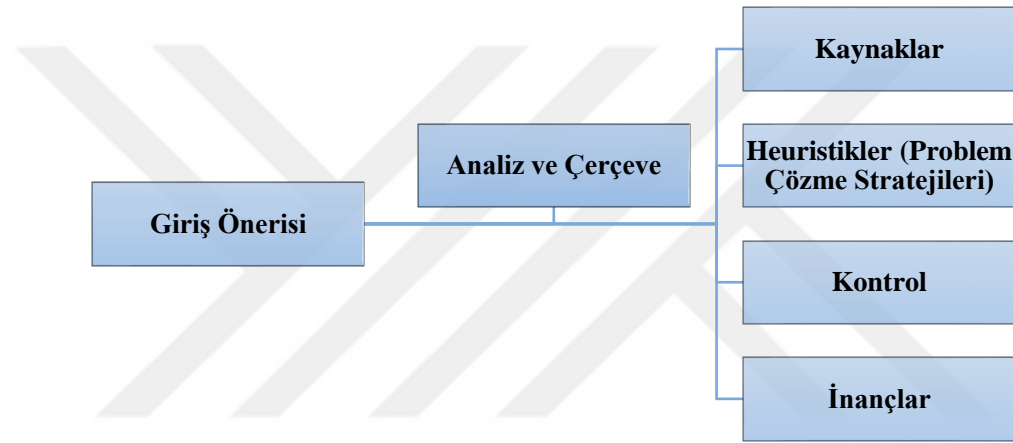 Giriş Önerisi
Analiz ve Çerçeve
Kaynaklar
Heuristikler (Problem
Çözme Stratejileri)
Kontrol
İnançlar